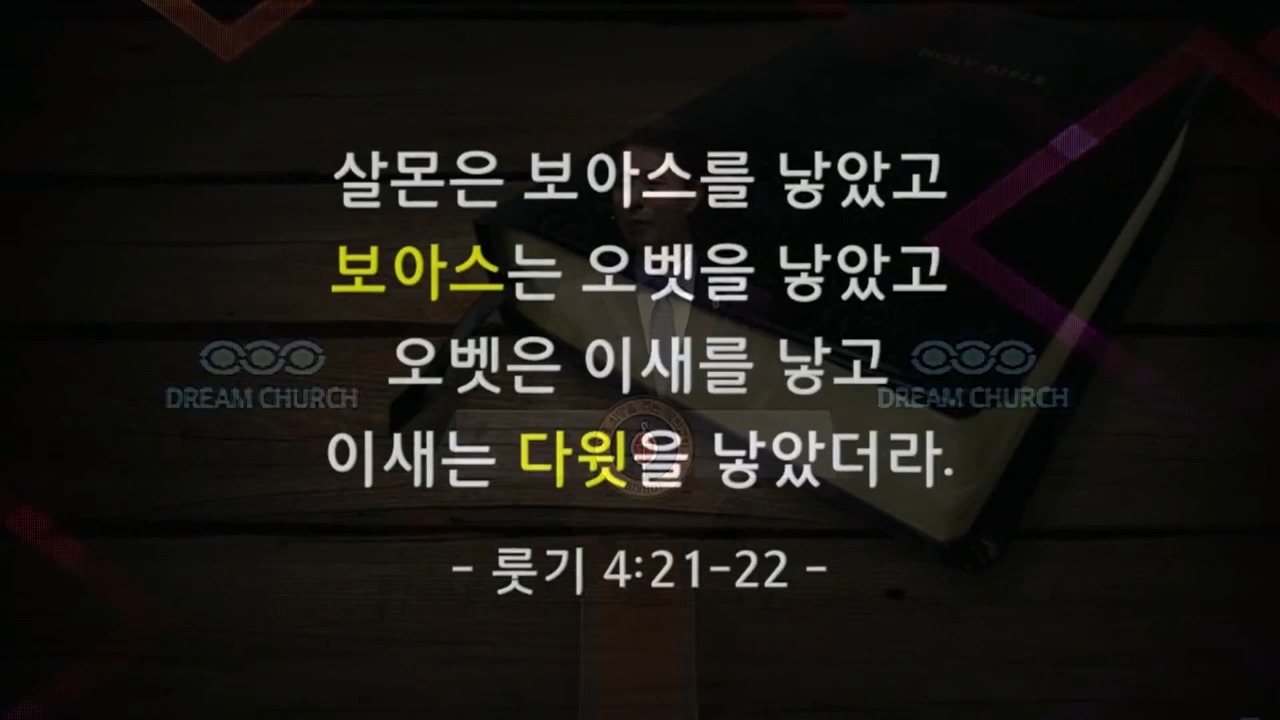 HOLY BIBLE
살몬은 보아스를 낳았고
보아스는 오벳을 낳았고
오벳은 이새를 낳고
DREAM CHURCH
DREAM CHURCH
이새는 다윗을 낳았더라.
- 룻기 4:21-22 -